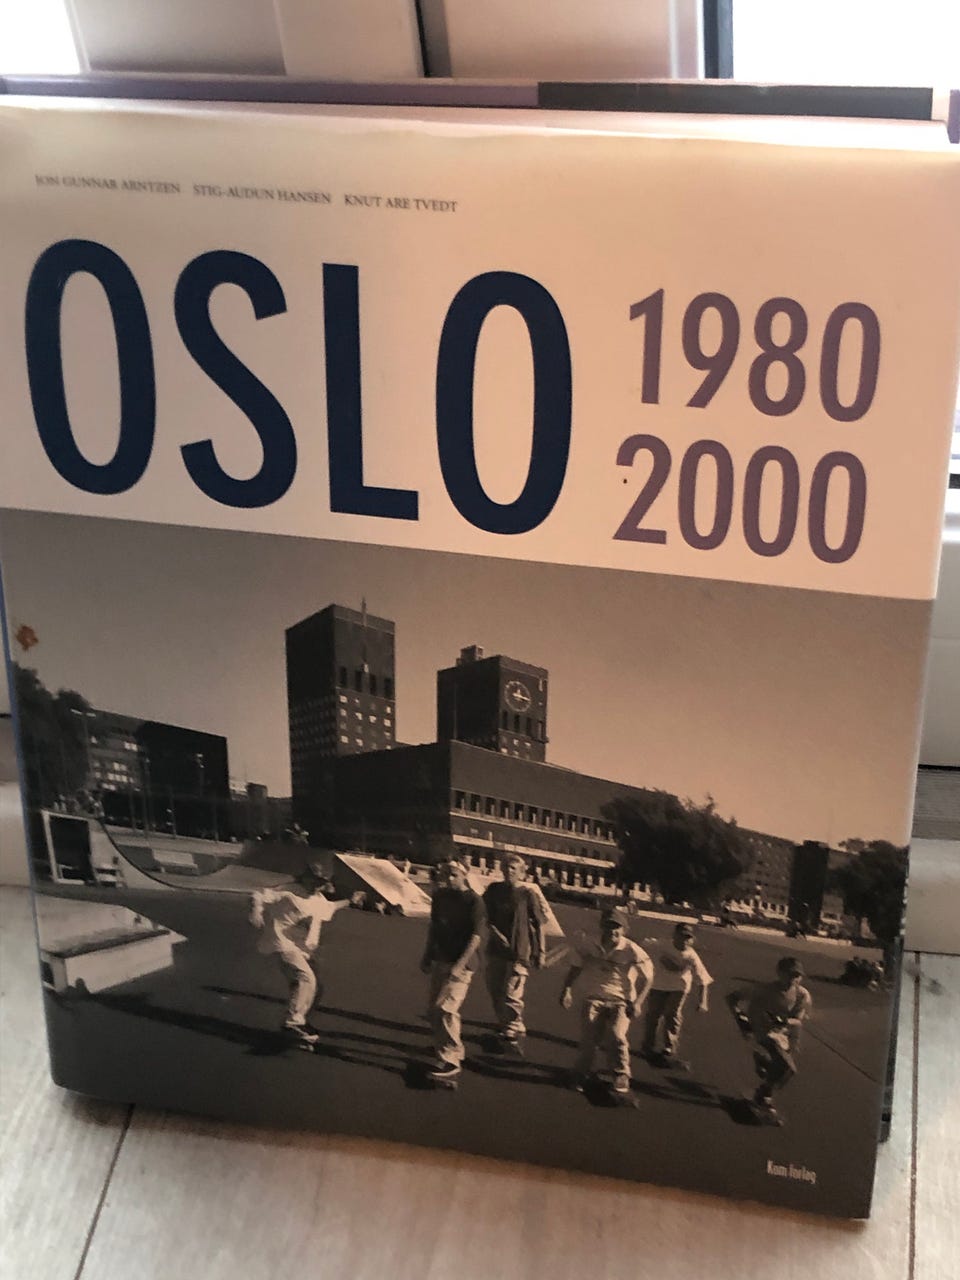 JON GUNNAR ARNTZEN STIG-AUDUN HANSEN KNUT ARE TVEDT
OSLO
1980
2000
Kom forlag